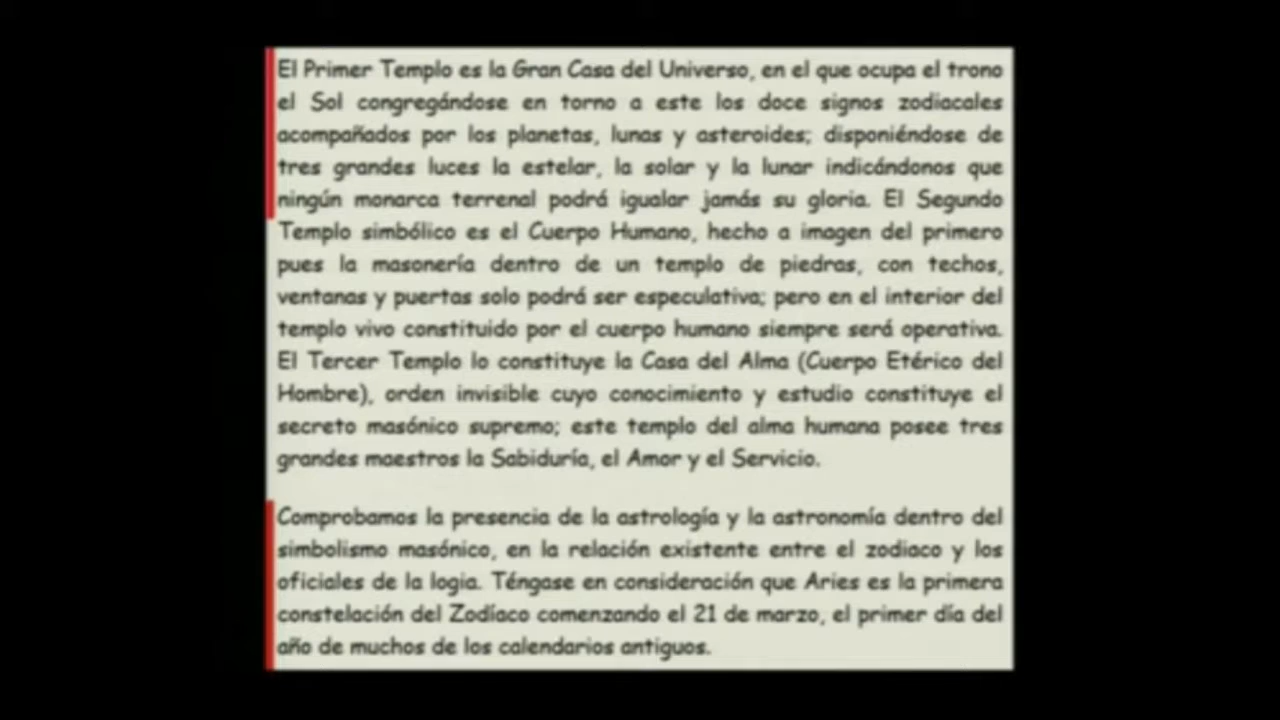 El Primer Templo es la Gran Casa del Universo, en el que ocupa el trono
el Sol congregándose en torno a este los doce signos zodiacales
acompañados por los planetas, lunas y asteroides; disponiéndose de
tres grandes luces la estelar, la solar y la lunar indicándonos que
ningún monarca terrenal podrá igualar jamás su gloria. El Segundo
Templo simbólico es el Cuerpo Humano, hecho a imagen del primero
pues la masonería dentro de un templo de piedras, con techos,
ventanas y puertas solo podrá ser especulativa; pero en el interior del
templo vivo constituido por el cuerpo humano siempre será operativa.
El Tercer Templo lo constituye la Casa del Alma (Cuerpo Etérico del
Hombre), orden invisible cuyo conocimiento y estudio constituye el
secreto masónico supremo; este templo del alma humana posee tres
grandes maestros la Sabiduría, el Amor y el Servicio.
Comprobamos la presencia de la astrología y la astronomía dentro del
simbolismo masónico, en la relación existente entre el zodiaco y los
oficiales de la logia. Téngase en consideración que Aries es la primera
constelación del Zodíaco comenzando el 21 de marzo, el primer día del
año de muchos de los calendarios antiguos.